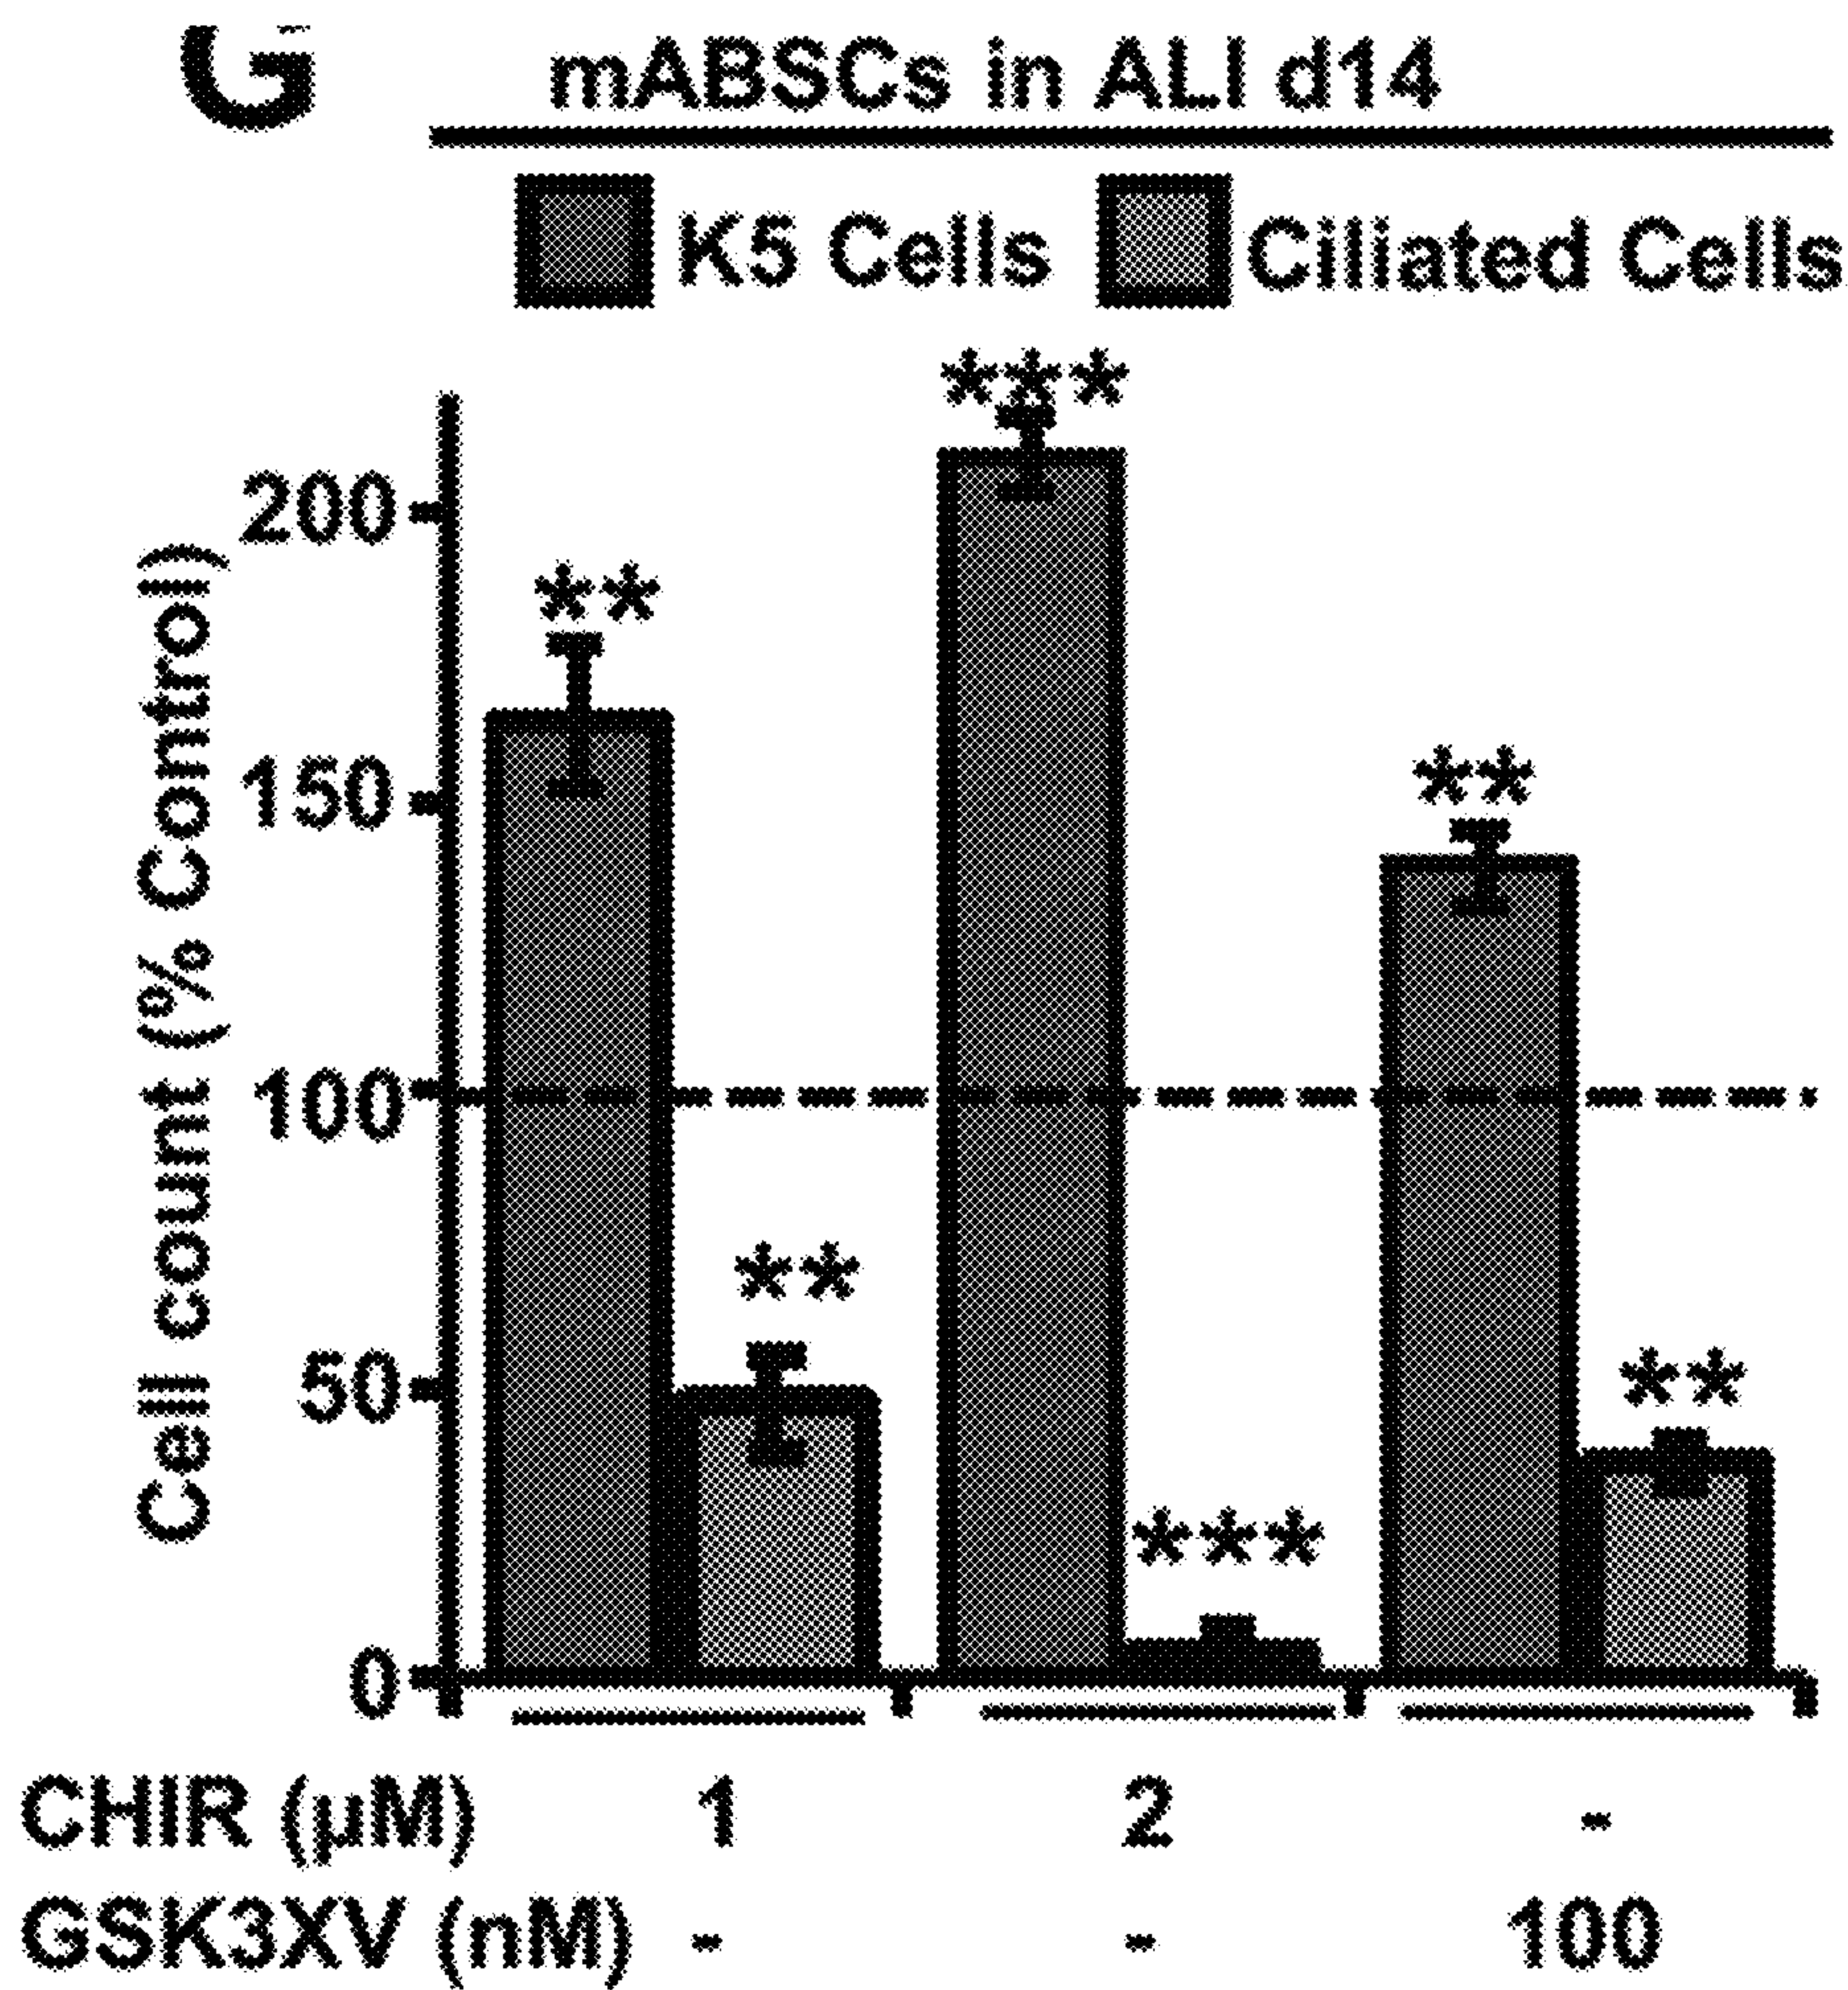 G mABSCs in ALI d14
K5 Cells Ciliated Cells
Cell count (% Control)
***
200
**
150
**
100
**
50
**
***
0
CHIR (µM) 1 2 -
GSK3XV (nM) - - 100